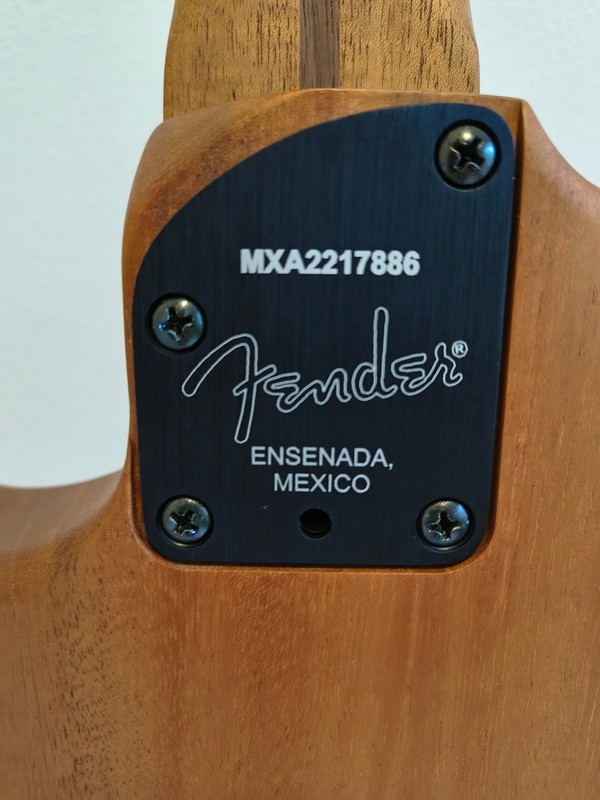 MXA2217886
Fender®
ENSENADA,
MEXICO